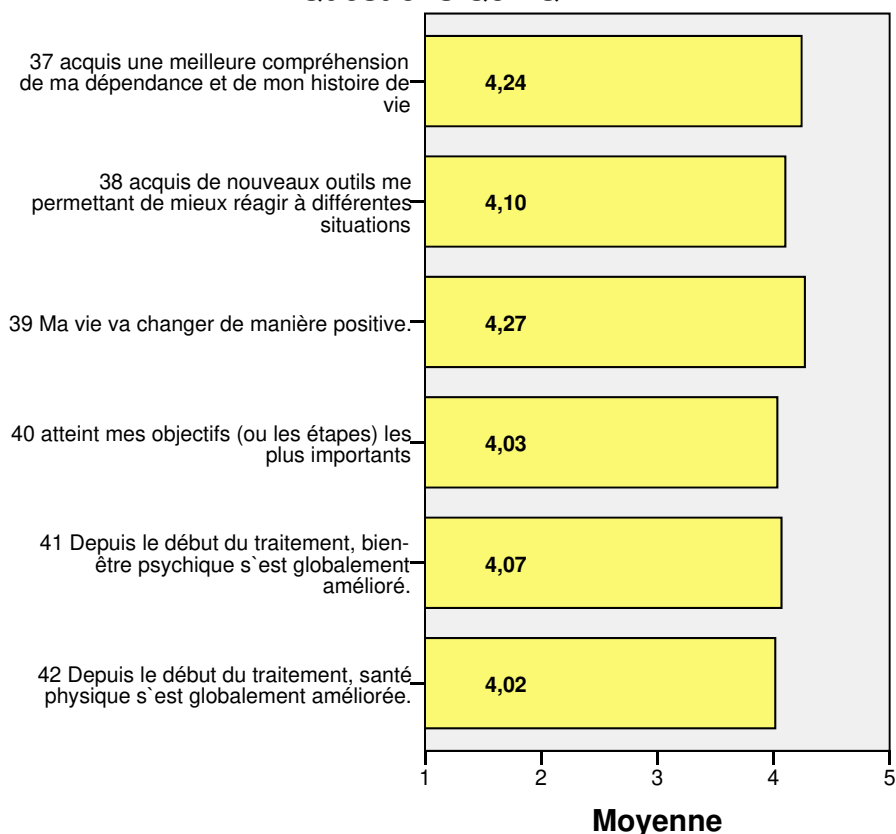 37 acquis une meilleure compréhension
de ma dépendance et de mon histoire de
vie
4,24
38 acquis de nouveaux outils me
permettant de mieux réagir à différentes
situations
4,10
39 Ma vie va changer de manière positive.
4,27
40 atteint mes objectifs (ou les étapes) les
plus importants
4,03
41 Depuis le début du traitement, bien-
être psychique s`est globalement
amélioré.
4,07
42 Depuis le début du traitement, santé
physique s`est globalement améliorée.
4,02
1 2 3 4 5
Moyenne